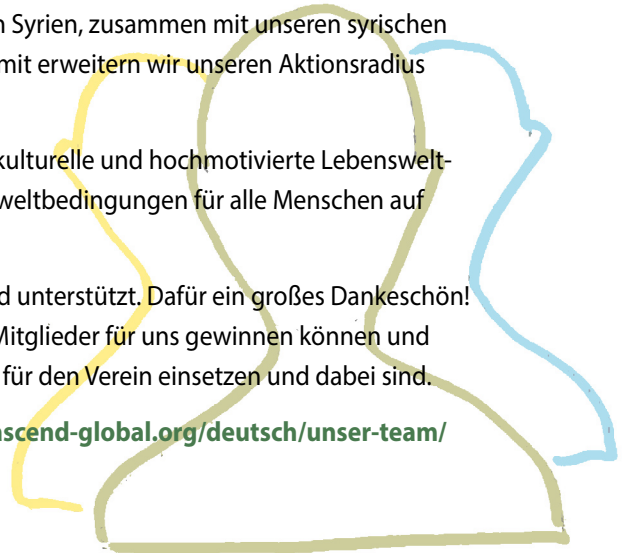 n Syrien, zusammen mit unseren syrischen
mit erweitern wir unseren Aktionsradius
kulturelle und hochmotivierte Lebenswelt-
weltbedingungen für alle Menschen auf
d unterstützt. Dafür ein großes Dankeschön!
Mitglieder für uns gewinnen können und
für den Verein einsetzen und dabei sind.
ascend-global.org/deutsch/unser-team/